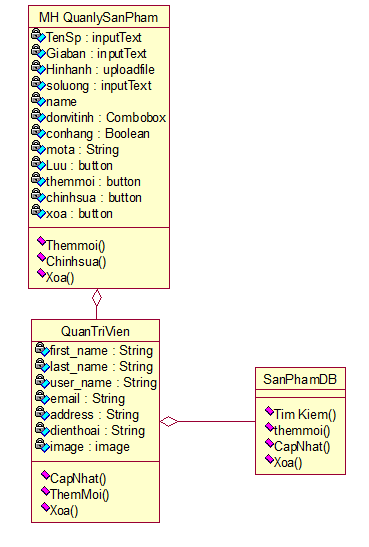 MH QuanlySanPham
TenSp : inputText
Giaban : inputText
Hinhanh : uploadfile
soluong : inputText
name
donvitinh : Combobox
conhang : Boolean
mota : String
Luu : button
themmoi : button
chinhsua : button
xoa : button
Themmoi()
Chinhsua()
Xoa()
QuanTriVien
first_name : String
last_name : String
user_name : String
email : String
address : String
dienthoai : String
image : image
CapNhat()
ThemMoi()
Xoa()
SanPhamDB
Tim Kiem()
themmoi()
CapNhat()
Xoa()